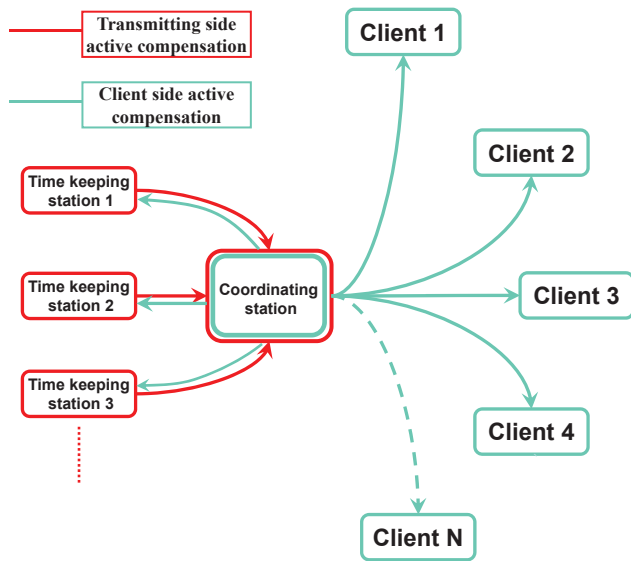 Transmitting side
active compensation
Client side active
compensation
Client 1
Client 2
Time keeping
station 1
Coordinating
station
Time keeping
station 2
Client 3
Time keeping
station 3
Client 4
Client N